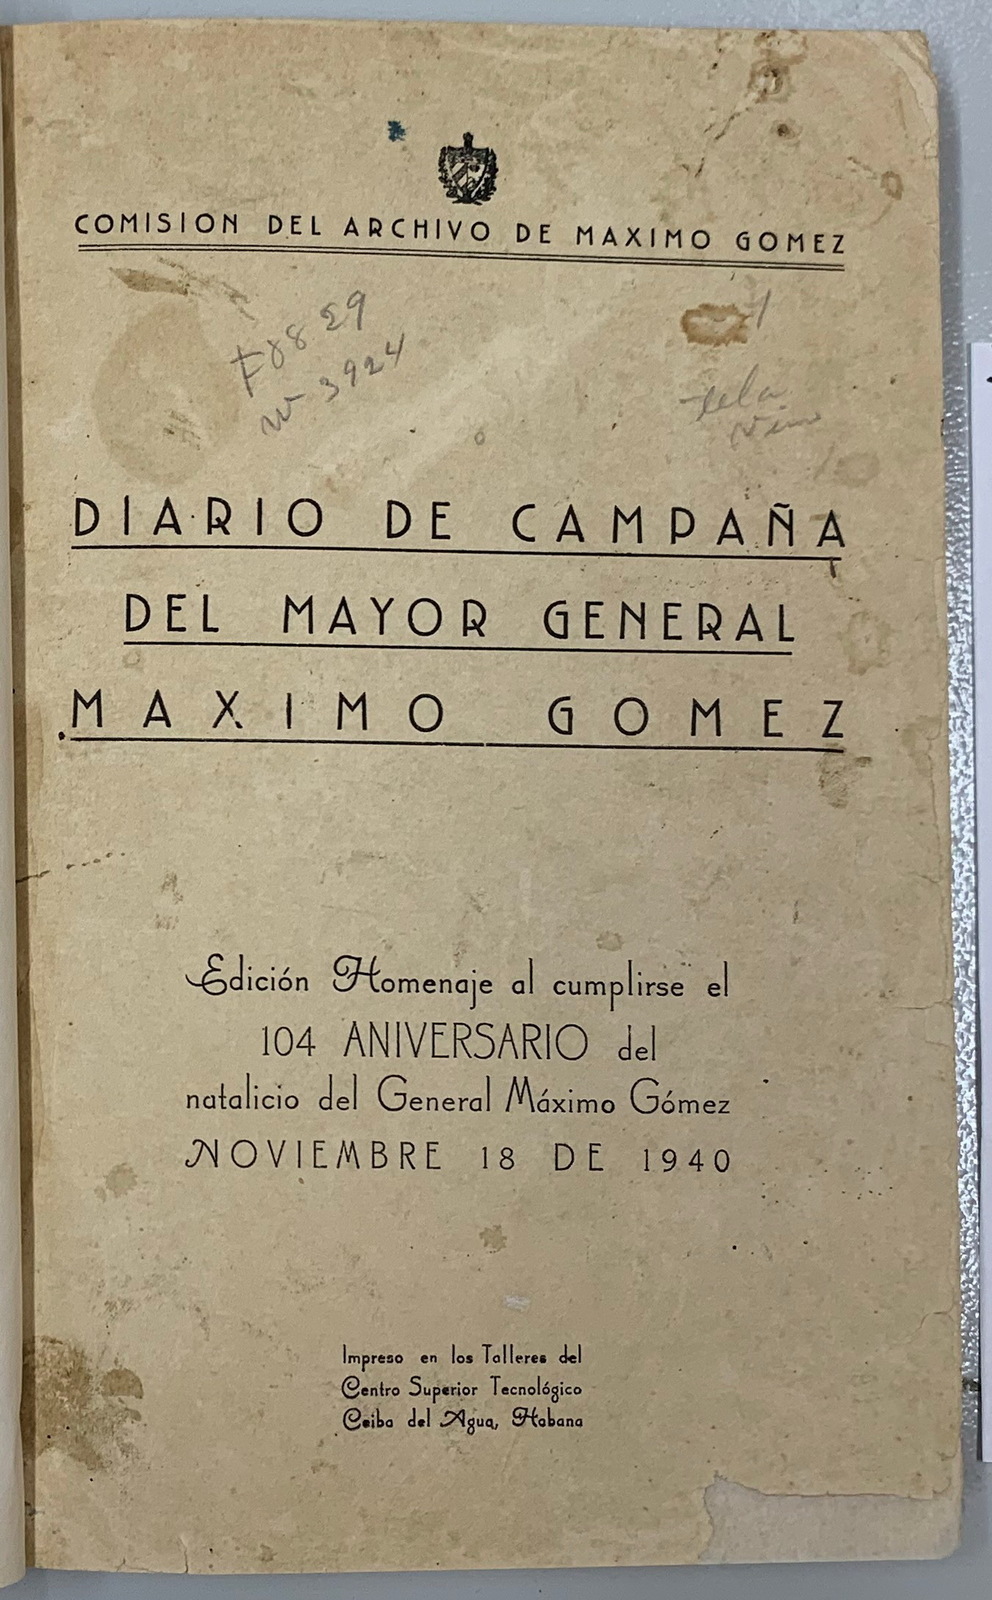 COMISION DEL ARCHIVO DE MAXIMO GOMEZ
3924
DIARIO DE CAMPAÑA
DEL MAYOR GENERAL
MAXIMO GOMEZ
Edición Homenaje al cumplirse el
104 ANIVERSARIO del
natalicio del General Máximo Gómez
NOVIEMBRE 18 DE 1940
Impreso en los Talleres del
Centro Superior Tecnológico
Ceiba del Agua, Habana